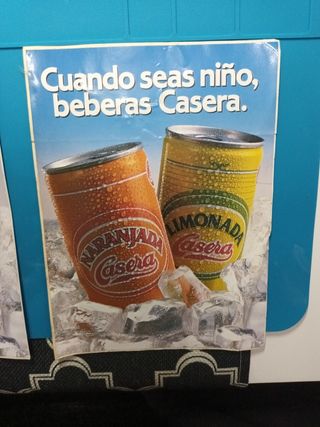 Cuando seas niño,
beberas Casera.
NARANJADA
Casera
LIMONADA
Casera